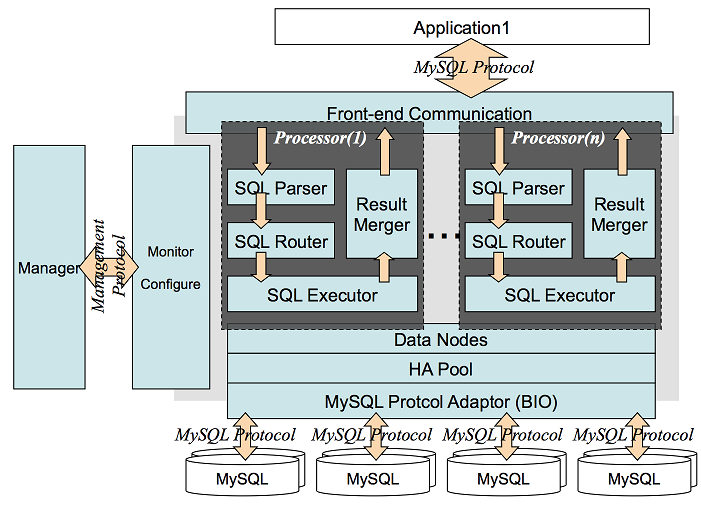 Application1
MySQL Protocol
Front-end Communication
Processor(1)
Processor(n)
SQL Parser
SQL Parser
Result
Merger
Result
Merger
SQL Router
SQL Router
...
SQL Executor
SQL Executor
Manager
Management
Protocol
Monitor
Configure
Data Nodes
HA Pool
MySQL Protcol Adaptor (BIO)
MySQL Protocol
MySQL Protocol
MySQL Protocol
MySQL Protocol
MySQL
MySQL
MySQL
MySQL